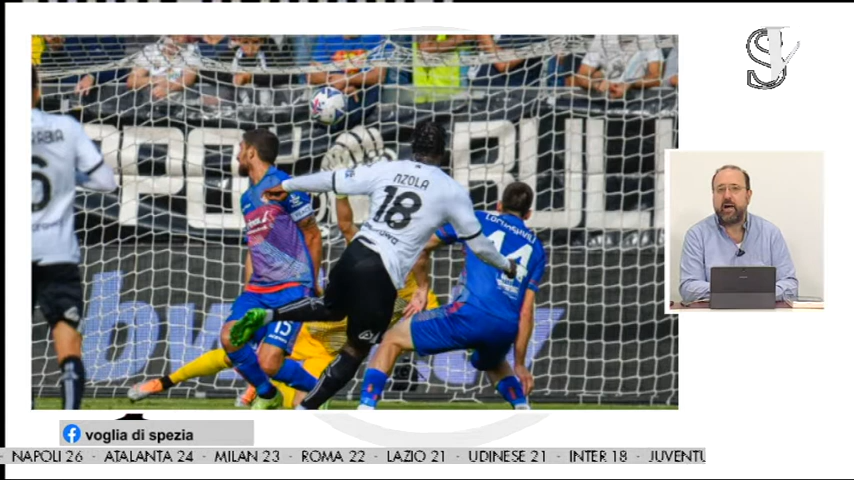 NZOLA
18
LOCHOSHVILI
44
15
voglia di spezia
NAPOLI 26 - ATALANTA 24 - MILAN 23 - ROMA 22 - LAZIO 21 - UDINESE 21 - INTER 18 - JUVENTU